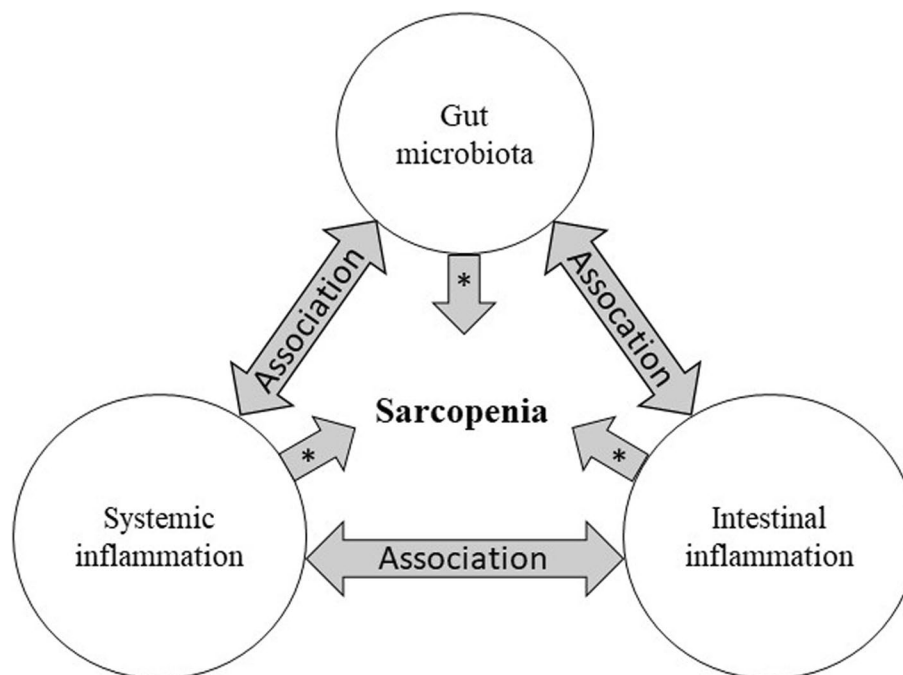 Gut
microbiota
Association
Assocation
*
Sarcopenia
*
*
Systemic
inflammation
Association
Intestinal
inflammation